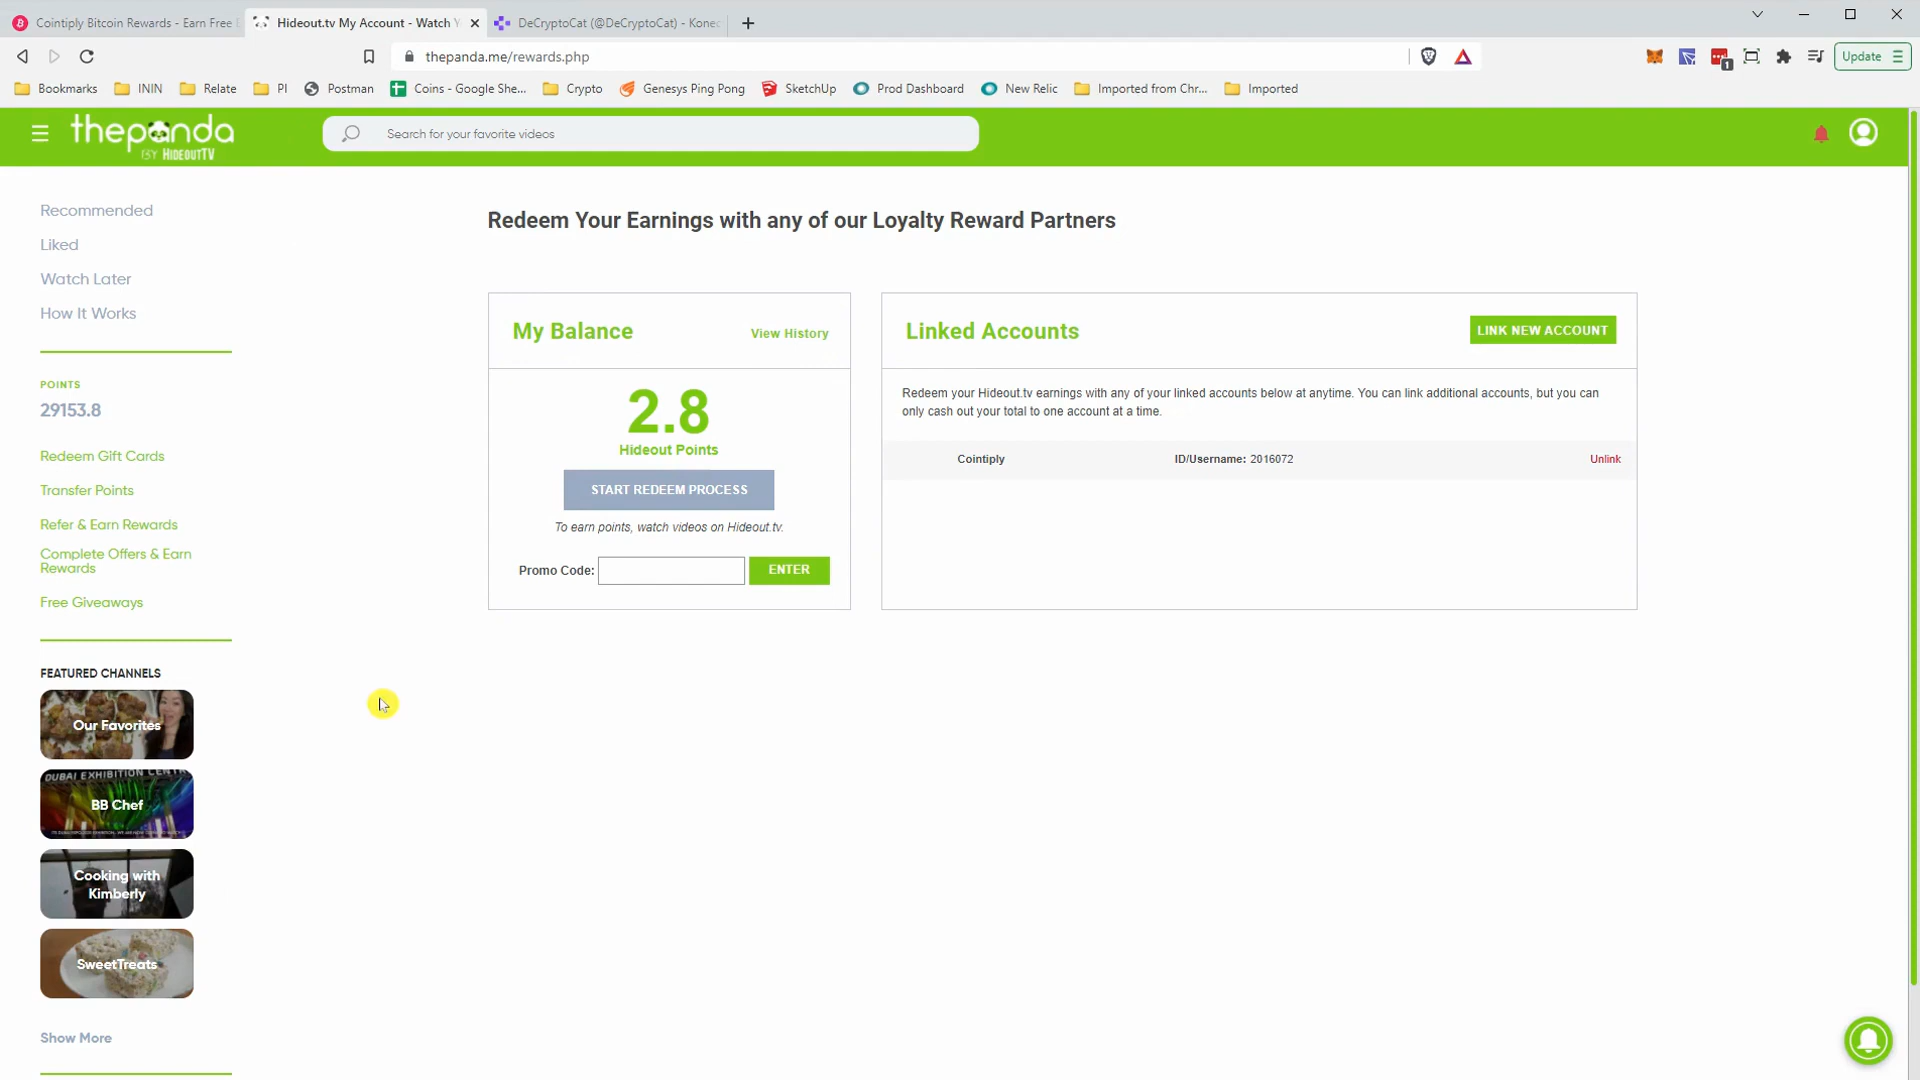 Cointiply Bitcoin Rewards - Earn Free
Hideout.tv My Account - Watch Y
DeCryptoCat (@DeCryptoCat) - Konec
thepanda.me/rewards.php
1
Update
Bookmarks
ININ
Relate
PI
Postman
Coins - Google She...
Crypto
Genesys Ping Pong
SketchUp
Prod Dashboard
New Relic
Imported from Chr...
Imported
thepanda
BY HIDEOUTTV
Search for your favorite videos
Recommended
Liked
Watch Later
How It Works
POINTS
29153.8
Redeem Gift Cards
Transfer Points
Refer & Earn Rewards
Complete Offers & Earn
Rewards
Free Giveaways
FEATURED CHANNELS
Our Favorites
DUBAI EXHIBITION CENTR
BB Chef
Cooking with
Kimberly
SweetTreats
Show More
Redeem Your Earnings with any of our Loyalty Reward Partners
My Balance
View History
2.8
Hideout Points
START REDEEM PROCESS
To earn points, watch videos on Hideout.tv.
Promo Code:
ENTER
Linked Accounts
LINK NEW ACCOUNT
Redeem your Hideout.tv earnings with any of your linked accounts below at anytime. You can link additional accounts, but you can
only cash out your total to one account at a time.
Cointiply
ID/Username: 2016072
Unlink